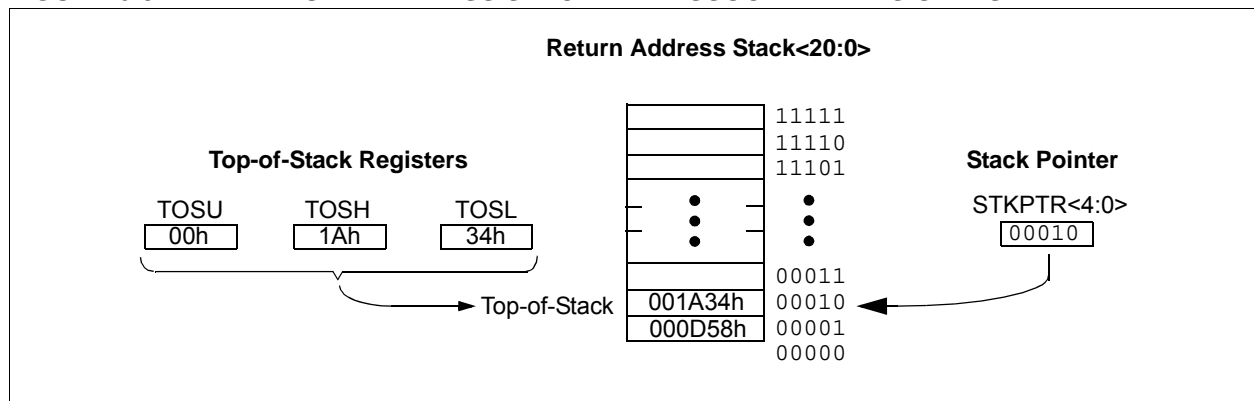 Return Address Stack<20:0>
11111
11110
11101
Top-of-Stack Registers
Stack Pointer
TOSU TOSH TOSL
STKPTR<4:0>
00h 1Ah 34h
00010
00011
Top-of-Stack 001A34h 00010
000D58h 00001
00000